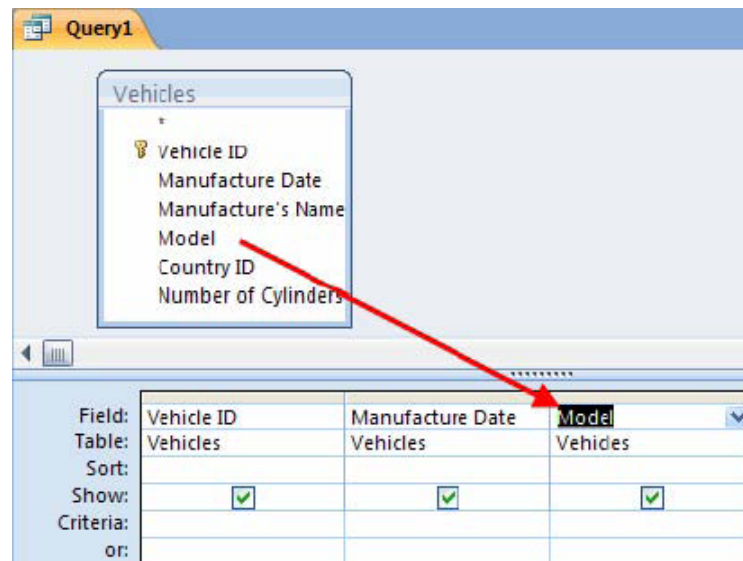 Query1
Vehicles
*
Vehicle ID
Manufacture Date
Manufacture's Name
Model
Country ID
Number of Cylinders
Field: Vehicle ID Manufacture Date Model
Table: Vehicles Vehicles Vehicles
Sort:
Show:
Criteria:
or: